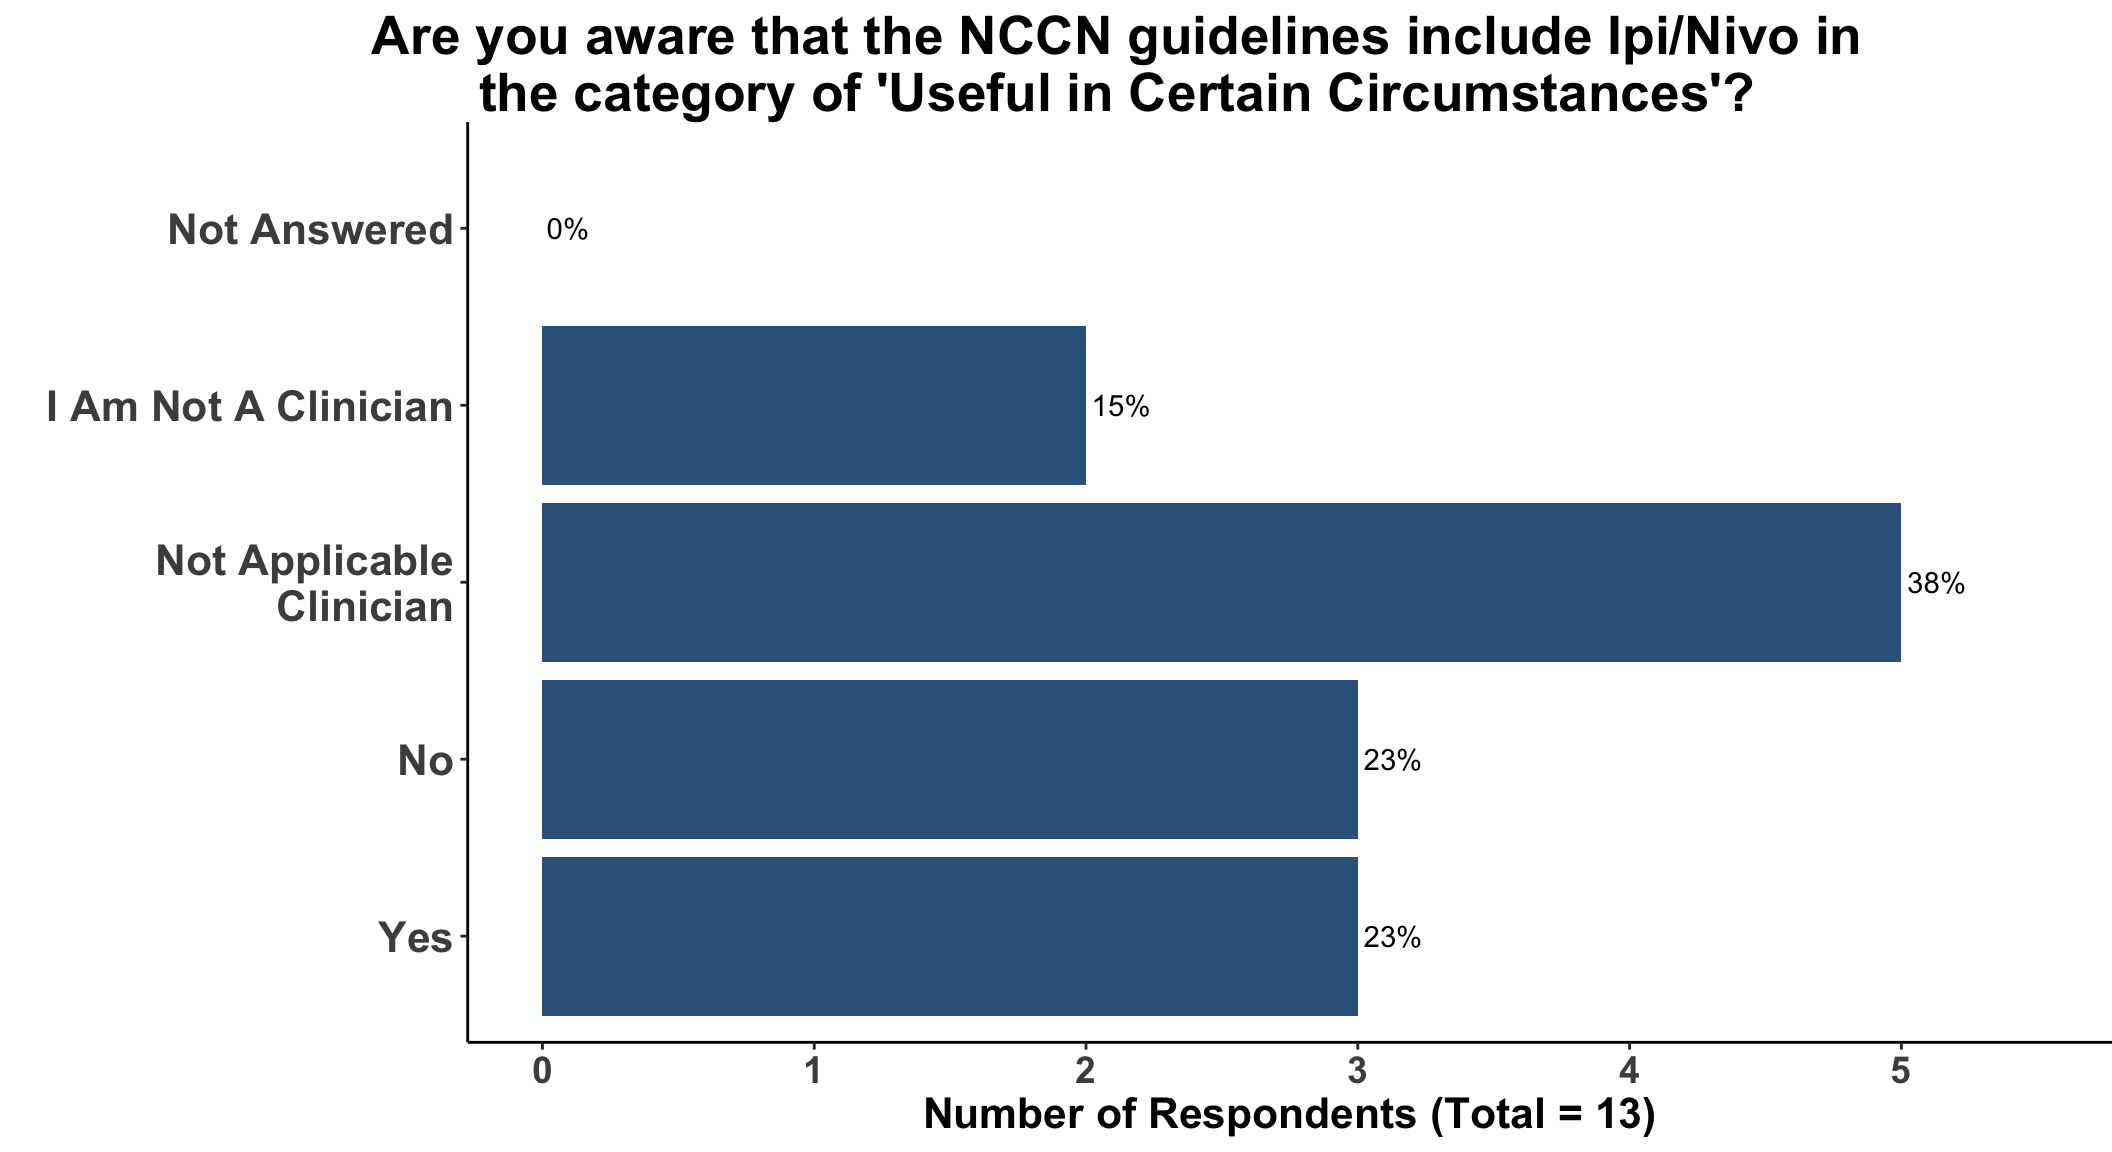 Are you aware that the NCCN guidelines include Ipi/Nivo in
the category of 'Useful in Certain Circumstances'?
Not Answered
0%
I Am Not A Clinician
15%
Not Applicable
Clinician
38%
No
23%
Yes
23%
0 1 2 3 4 5
Number of Respondents (Total = 13)